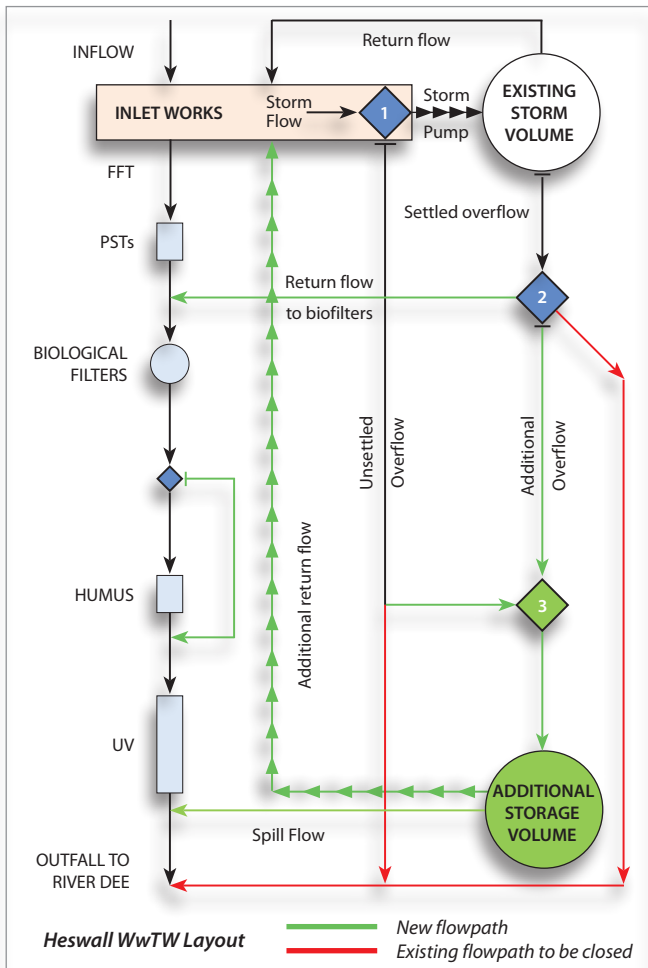 INFLOW
Return flow
INLET WORKS
Storm
Flow
1
Storm
Pump
EXISTING
STORM
VOLUME
FFT
PSTs
Settled overflow
Return flow
to biofilters
2
BIOLOGICAL
FILTERS
Unsettled
Overflow
Additional
Overflow
Additional return flow
HUMUS
3
UV
ADDITIONAL
STORAGE
VOLUME
Spill Flow
OUTFALL TO
RIVER DEE
Heswall WwTW Layout
New flowpath
Existing flowpath to be closed